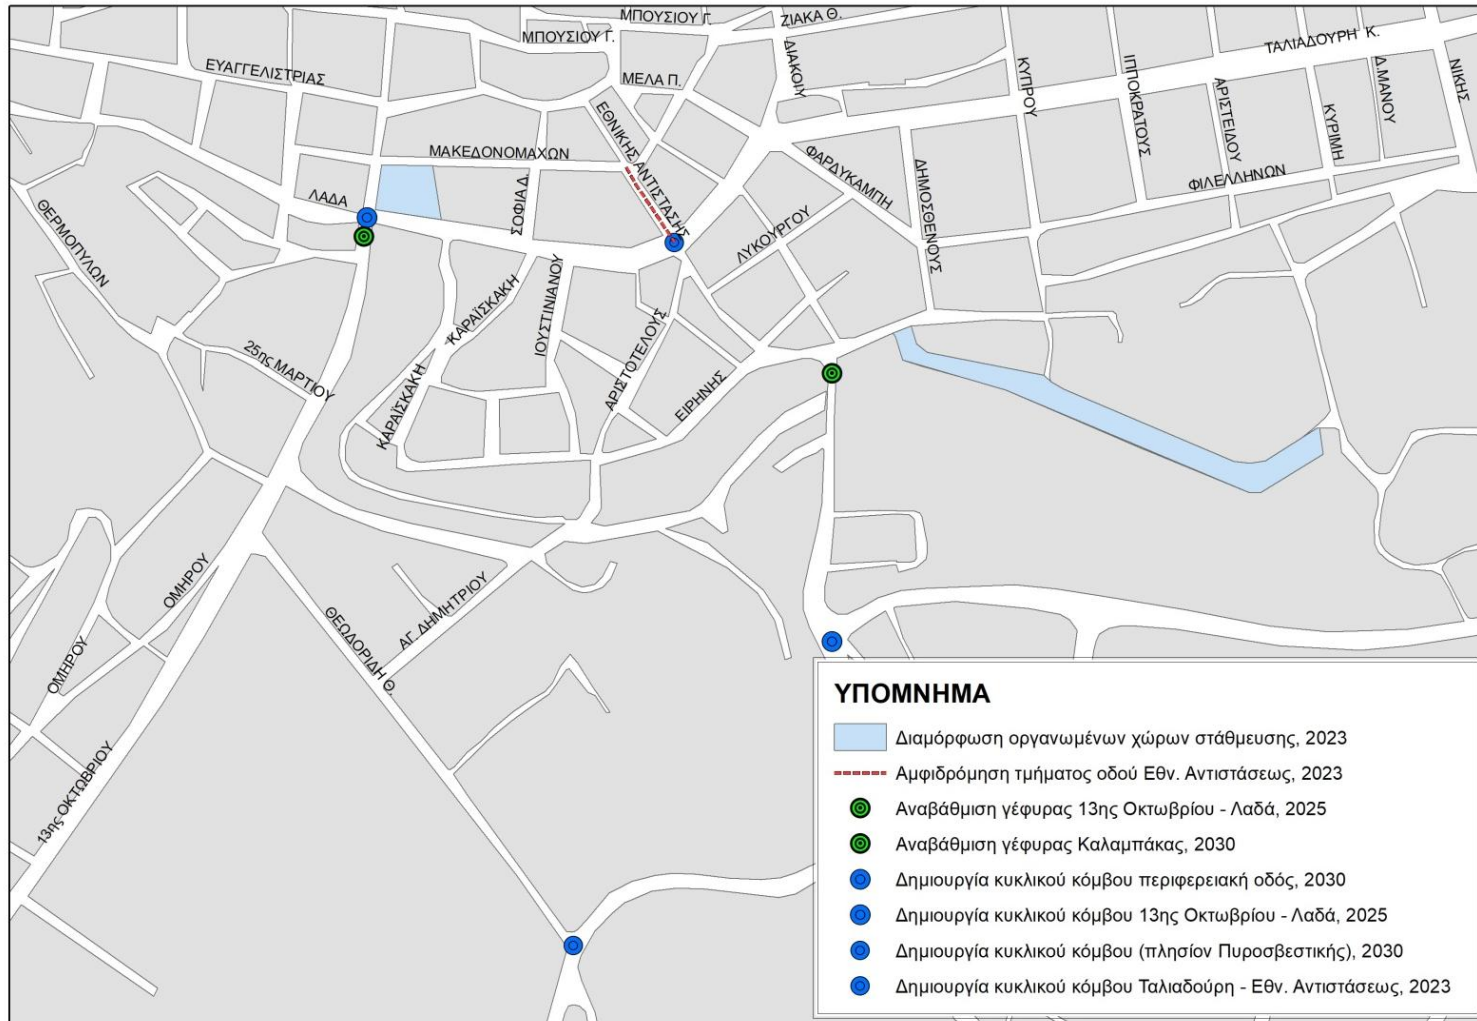 ΜΠΟΥΣΙΟΥ Γ.
ΖΙΑΚΑ Θ.
ΜΠΟΥΣΙΟΥ Γ.
ΤΑΛΙΑΔΟΥΡΗ Κ.
ΕΥΑΓΓΕΛΙΣΤΡΙΑΣ
ΜΕΛΑ Π.
ΔΙΑΚΟΙΥ
ΚΥΠΡΟΥ
ΙΠΠΟΚΡΑΤΟΥΣ
ΑΡΙΣΤΕΙΔΟΥ
ΚΥΡΙΜΗ
Δ.ΜΑΝΟΥ
ΝΙΚΗΣ
ΕΘΝΙΚΗΣ ΑΝΤΙΣΤΑΣΗΣ
ΜΑΚΕΔΟΝΟΜΑΧΩΝ
ΦΑΡΔΥΚΑΜΠΗ
ΔΗΜΟΣΘΕΝΟΥΣ
ΦΙΛΕΛΛΗΝΩΝ
ΛΑΔΑ
ΣΟΦΙΑ Δ.
ΛΥΚΟΥΡΓΟΥ
ΘΕΡΜΟΠΥΛΩΝ
ΚΑΡΑΪΣΚΑΚΗ
ΙΟΥΣΤΙΝΙΑΝΟΥ
ΑΡΙΣΤΟΤΕΛΟΥΣ
25ης ΜΑΡΤΙΟΥ
ΚΑΡΑΪΣΚΑΚΗ
ΕΙΡΗΝΗΣ
ΟΜΗΡΟΥ
ΑΓ. ΔΗΜΗΤΡΙΟΥ
ΘΕΩΔΟΡΙΔΗ Θ.
ΟΜΗΡΟΥ
13ης ΟΚΤΩΒΡΙΟΥ
ΥΠΟΜΝΗΜΑ
Διαμόρφωση οργανωμένων χώρων στάθμευσης, 2023
Αμφιδρόμηση τμήματος οδού Εθν. Αντιστάσεως, 2023
Αναβάθμιση γέφυρας 13ης Οκτωβρίου - Λαδά, 2025
Αναβάθμιση γέφυρας Καλαμπάκας, 2030
Δημιουργία κυκλικού κόμβου περιφερειακή οδός, 2030
Δημιουργία κυκλικού κόμβου 13ης Οκτωβρίου - Λαδά, 2025
Δημιουργία κυκλικού κόμβου (πλησίον Πυροσβεστικής), 2030
Δημιουργία κυκλικού κόμβου Ταλιαδούρη - Εθν. Αντιστάσεως, 2023